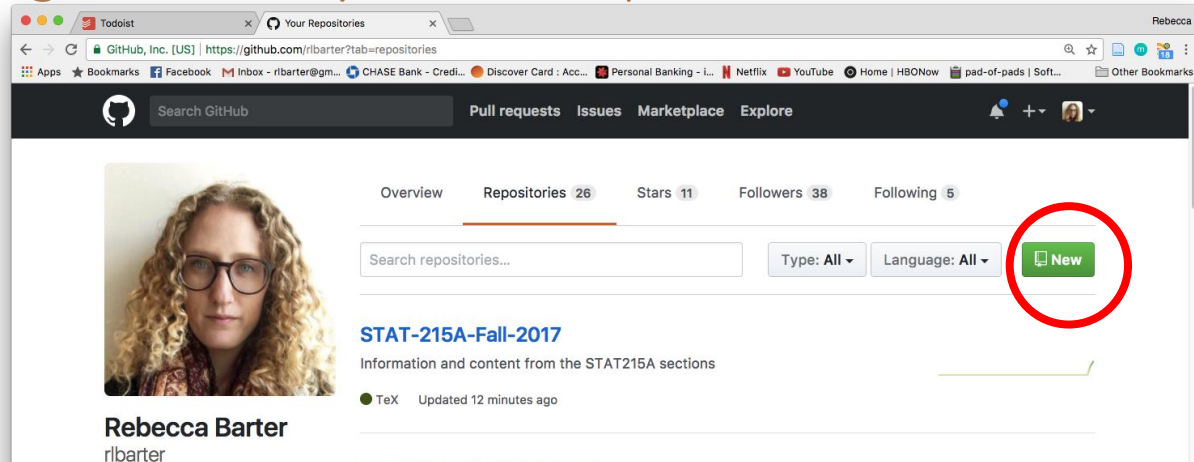 Todoist
Your Repositories
Rebecca
GitHub, Inc. [US] | https://github.com/rlbarter?tab=repositories
Apps Bookmarks Facebook Inbox - rlbarter@gm... CHASE Bank - Credi... Discover Card : Acc... Personal Banking - i... Netflix YouTube Home | HBONow pad-of-pads | Soft... Other Bookmarks
Search GitHub Pull requests Issues Marketplace Explore
Overview Repositories 26 Stars 11 Followers 38 Following 5
Search repositories... Type: All Language: All New
STAT-215A-Fall-2017
Information and content from the STAT215A sections
TeX Updated 12 minutes ago
Rebecca Barter
rlbarter